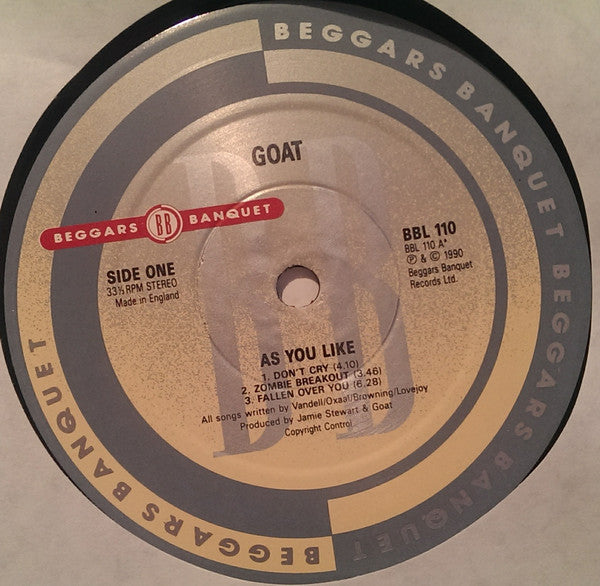 BEGGARS BANQUET BEGGARS BANQUET BEGGARS BANQUET
GOAT
BEGGARS BB BANQUET
SIDE ONE
33⅓ RPM STEREO
Made in England
BBL 110
BBL 110 A*
℗ & © 1990
Beggars Banquet
Records Ltd.
AS YOU LIKE
1. DON'T CRY (4.10)
2. ZOMBIE BREAKOUT (3.46)
3. FALLEN OVER YOU (6.28)
All songs written by Vandell/Oxaal/Browning/Lovejoy
Produced by Jamie Stewart & Goat
Copyright Control